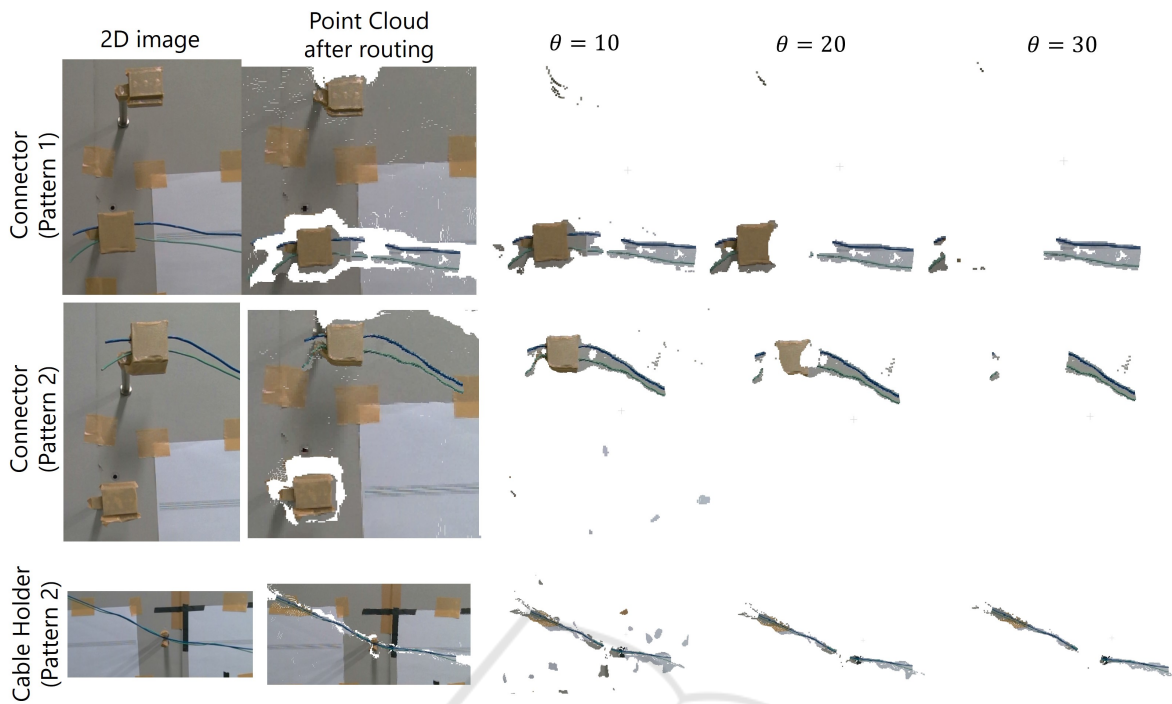 2D image
Point Cloud
after routing
θ = 10
θ = 20
θ = 30
Connector
(Pattern 1)
Connector
(Pattern 2)
Cable Holder
(Pattern 2)